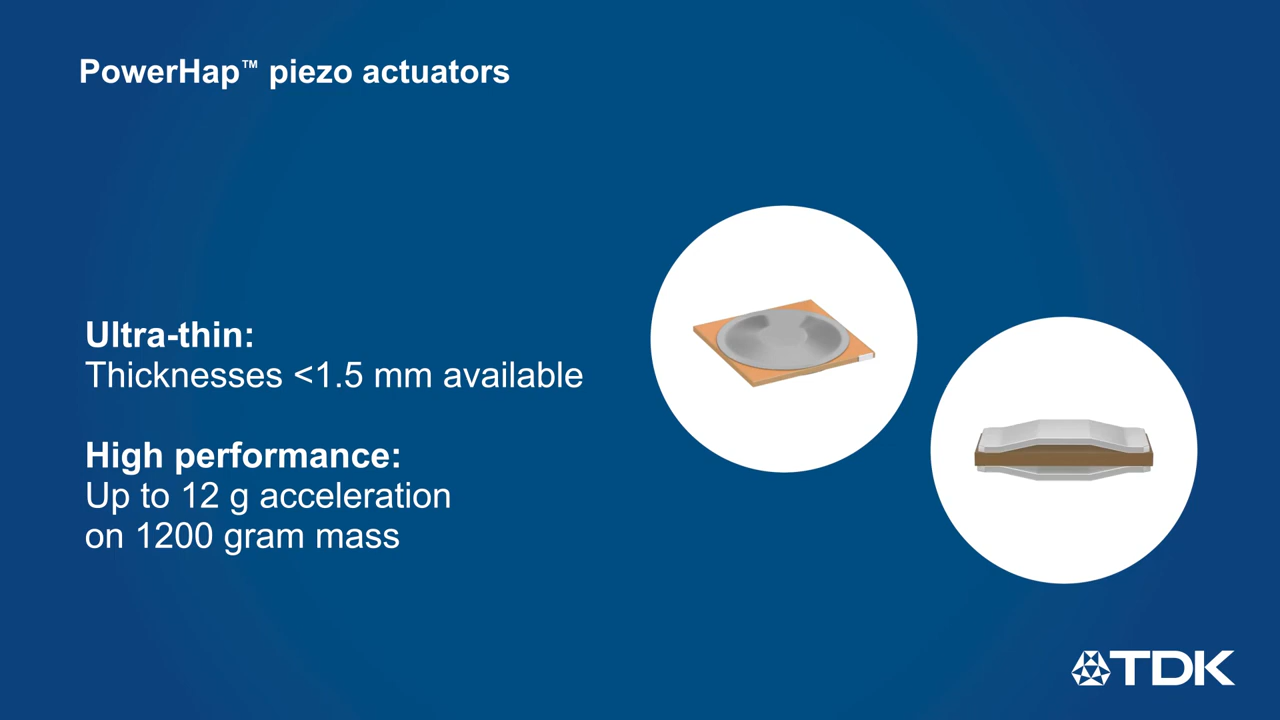 PowerHap™ piezo actuators
Ultra-thin:
Thicknesses <1.5 mm available
High performance:
Up to 12 g acceleration
on 1200 gram mass
TDK